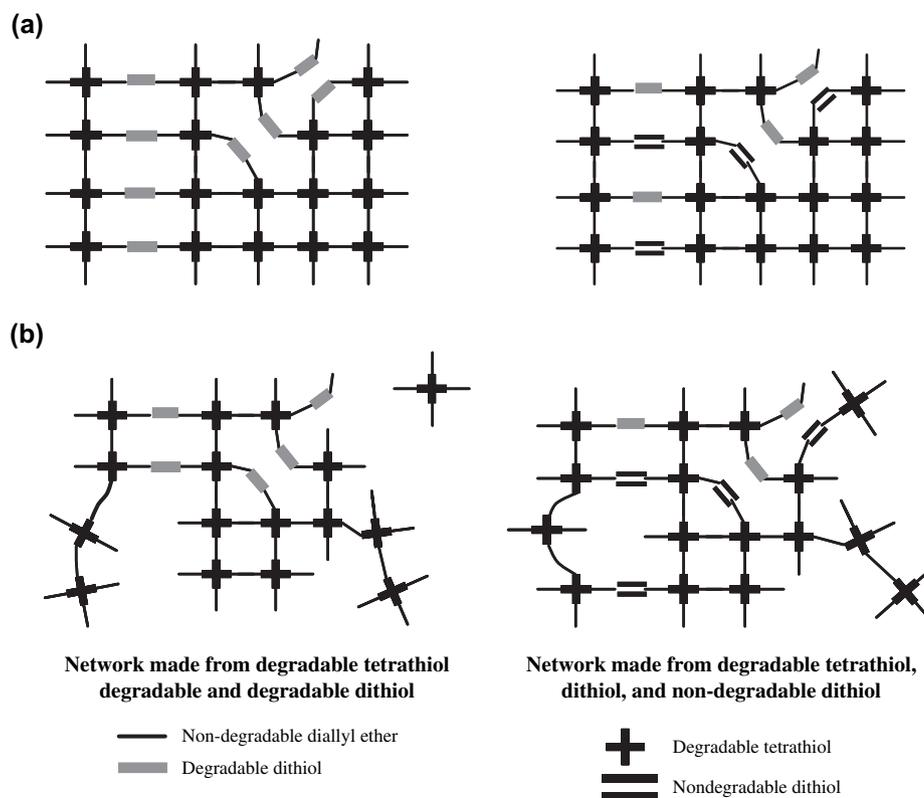 (a)
(b)
Network made from degradable tetrathiol
degradable and degradable dithiol
Network made from degradable tetrathiol,
dithiol, and non-degradable dithiol
Non-degradable diallyl ether
Degradable dithiol
Degradable tetrathiol
Nondegradable dithiol